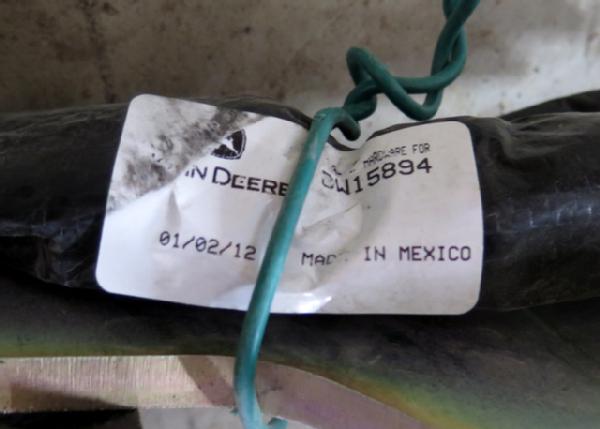 HARDWARE FOR
DEERE W15894
01/02/12 IN MEXICO